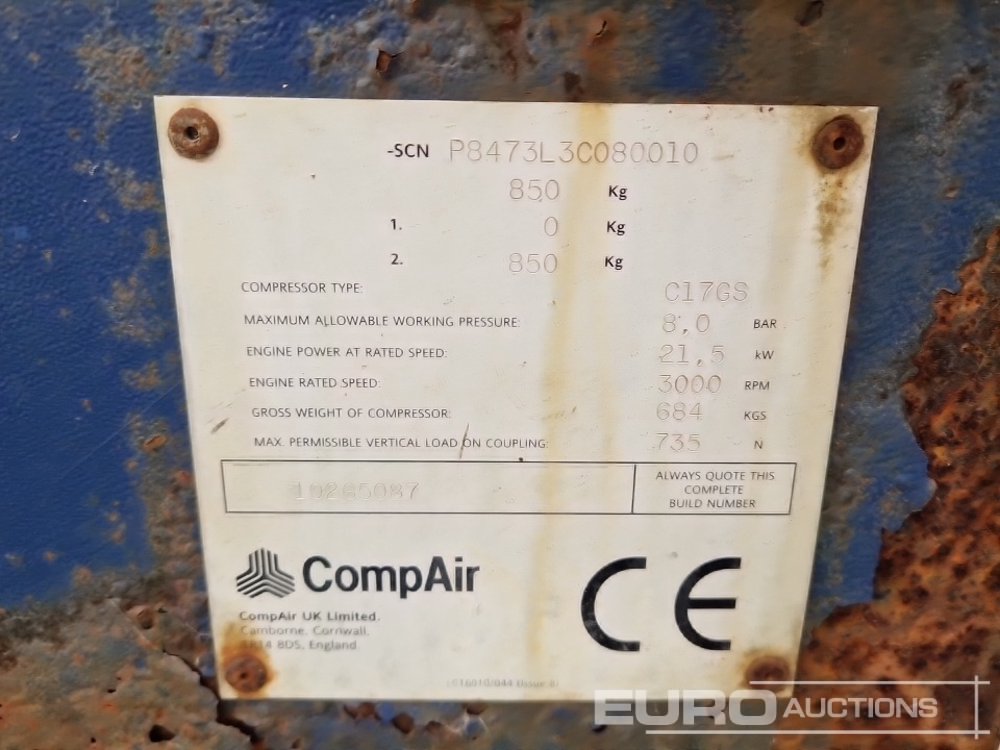 -SCN P8473L3C080010
850 Kg
1. 0 Kg
2. 850 Kg
COMPRESSOR TYPE: C17GS
MAXIMUM ALLOWABLE WORKING PRESSURE: 8,0 BAR
ENGINE POWER AT RATED SPEED: 21,5 kW
ENGINE RATED SPEED: 3000 RPM
GROSS WEIGHT OF COMPRESSOR: 684 KGS
MAX. PERMISSIBLE VERTICAL LOAD ON COUPLING: 735 N
10265087
ALWAYS QUOTE THIS
COMPLETE
BUILD NUMBER
CompAir
CE
CompAir UK Limited.
Camborne, Cornwall.
TR14 8DS, England
EURO AUCTIONS